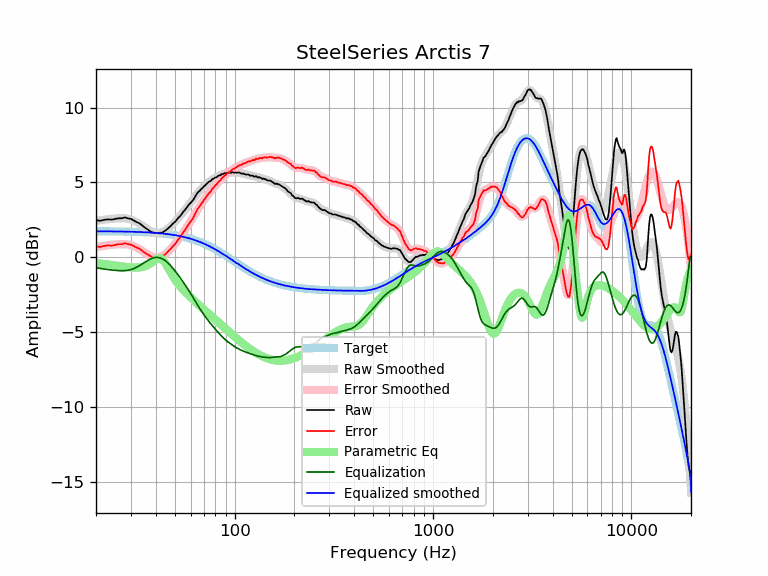 SteelSeries Arctis 7
10
5
0
−5
−10
−15
Amplitude (dBr)
Target
Raw Smoothed
Error Smoothed
Raw
Error
Parametric Eq
Equalization
Equalized smoothed
100
1000
10000
Frequency (Hz)